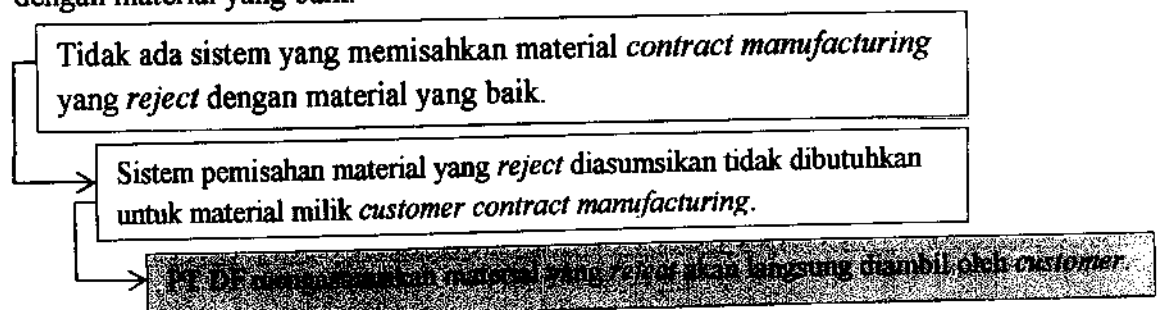 dengan material yang baik.
Tidak ada sistem yang memisahkan material contract manufacturing
yang reject dengan material yang baik.
Sistem pemisahan material yang reject diasumsikan tidak dibutuhkan
untuk material milik customer contract manufacturing.
PT. DF mengasumsikan material yang reject akan langsung diambil oleh customer.